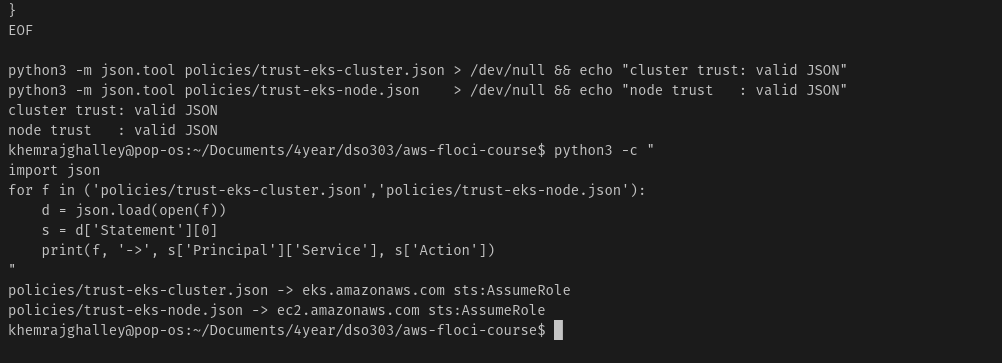 }
EOF

python3 -m json.tool policies/trust-eks-cluster.json > /dev/null && echo "cluster trust: valid JSON"
python3 -m json.tool policies/trust-eks-node.json    > /dev/null && echo "node trust   : valid JSON"
cluster trust: valid JSON
node trust   : valid JSON
khemrajghalley@pop-os:~/Documents/4year/dso303/aws-floci-course$ python3 -c "
import json
for f in ('policies/trust-eks-cluster.json','policies/trust-eks-node.json'):
    d = json.load(open(f))
    s = d['Statement'][0]
    print(f, '->', s['Principal']['Service'], s['Action'])
"
policies/trust-eks-cluster.json -> eks.amazonaws.com sts:AssumeRole
policies/trust-eks-node.json -> ec2.amazonaws.com sts:AssumeRole
khemrajghalley@pop-os:~/Documents/4year/dso303/aws-floci-course$